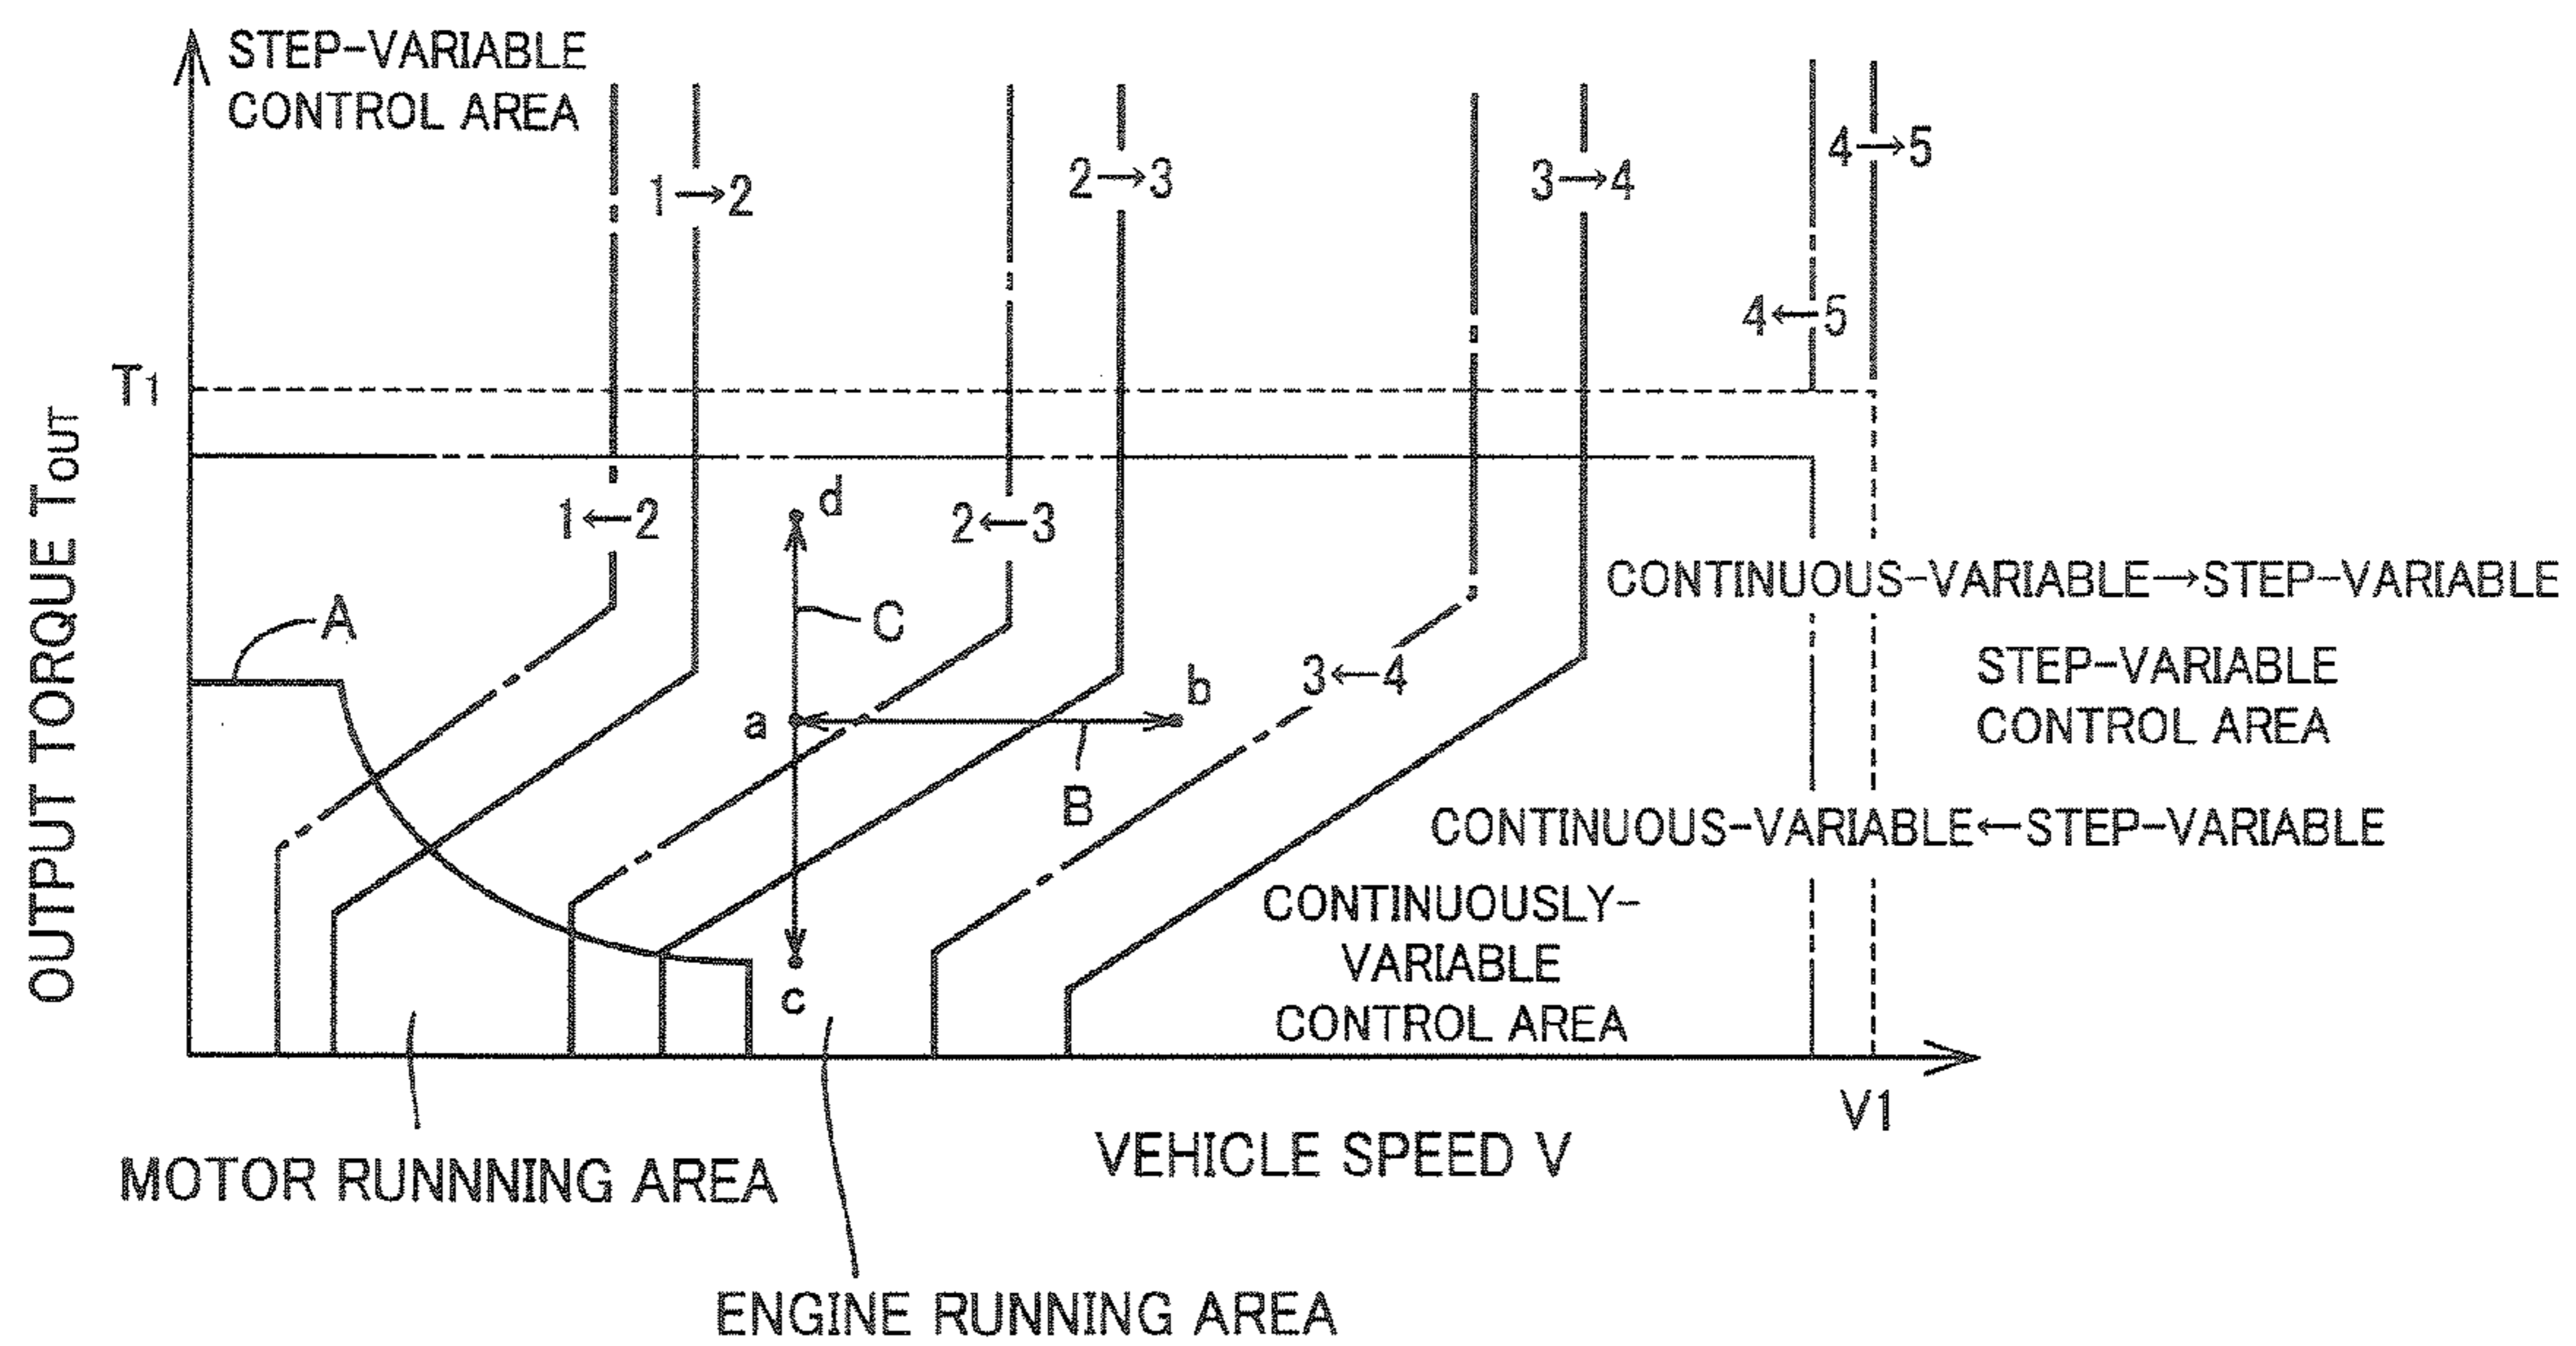 STEP-VARIABLE
CONTROL AREA
1→2
2→3
3→4
4→5
4←5
T1
OUTPUT TORQUE TOUT
1←2
d
2←3
A
C
CONTINUOUS-VARIABLE→STEP-VARIABLE
3←4
b
a
STEP-VARIABLE
CONTROL AREA
B
CONTINUOUS-VARIABLE←STEP-VARIABLE
CONTINUOUSLY-
VARIABLE
CONTROL AREA
c
V1
VEHICLE SPEED V
MOTOR RUNNNING AREA
ENGINE RUNNING AREA